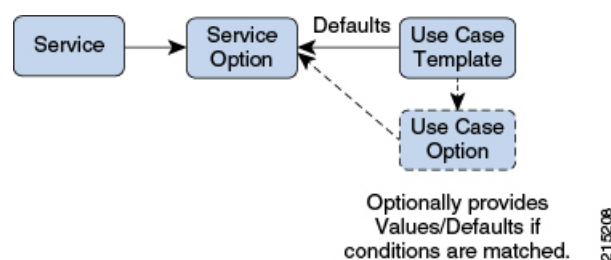 Service
Service
Option
Defaults
Use Case
Template
Use Case
Option
Optionally provides
Values/Defaults if
conditions are matched.
215208